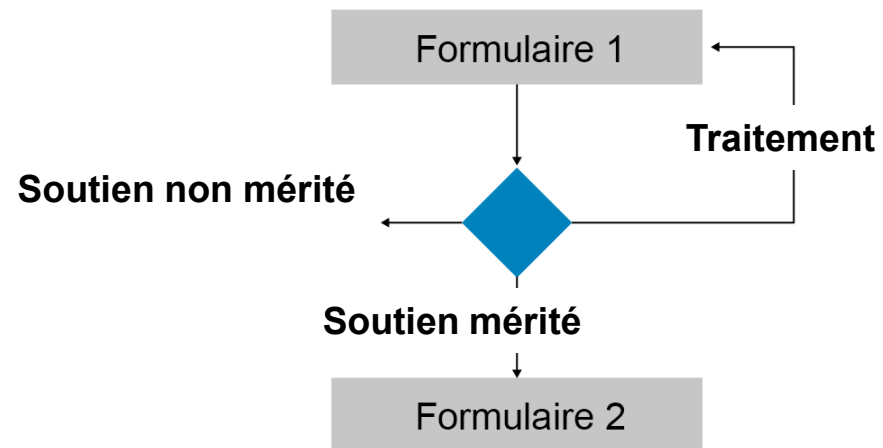 Formulaire 1
Traitement
Soutien non mérité
Soutien mérité
Formulaire 2